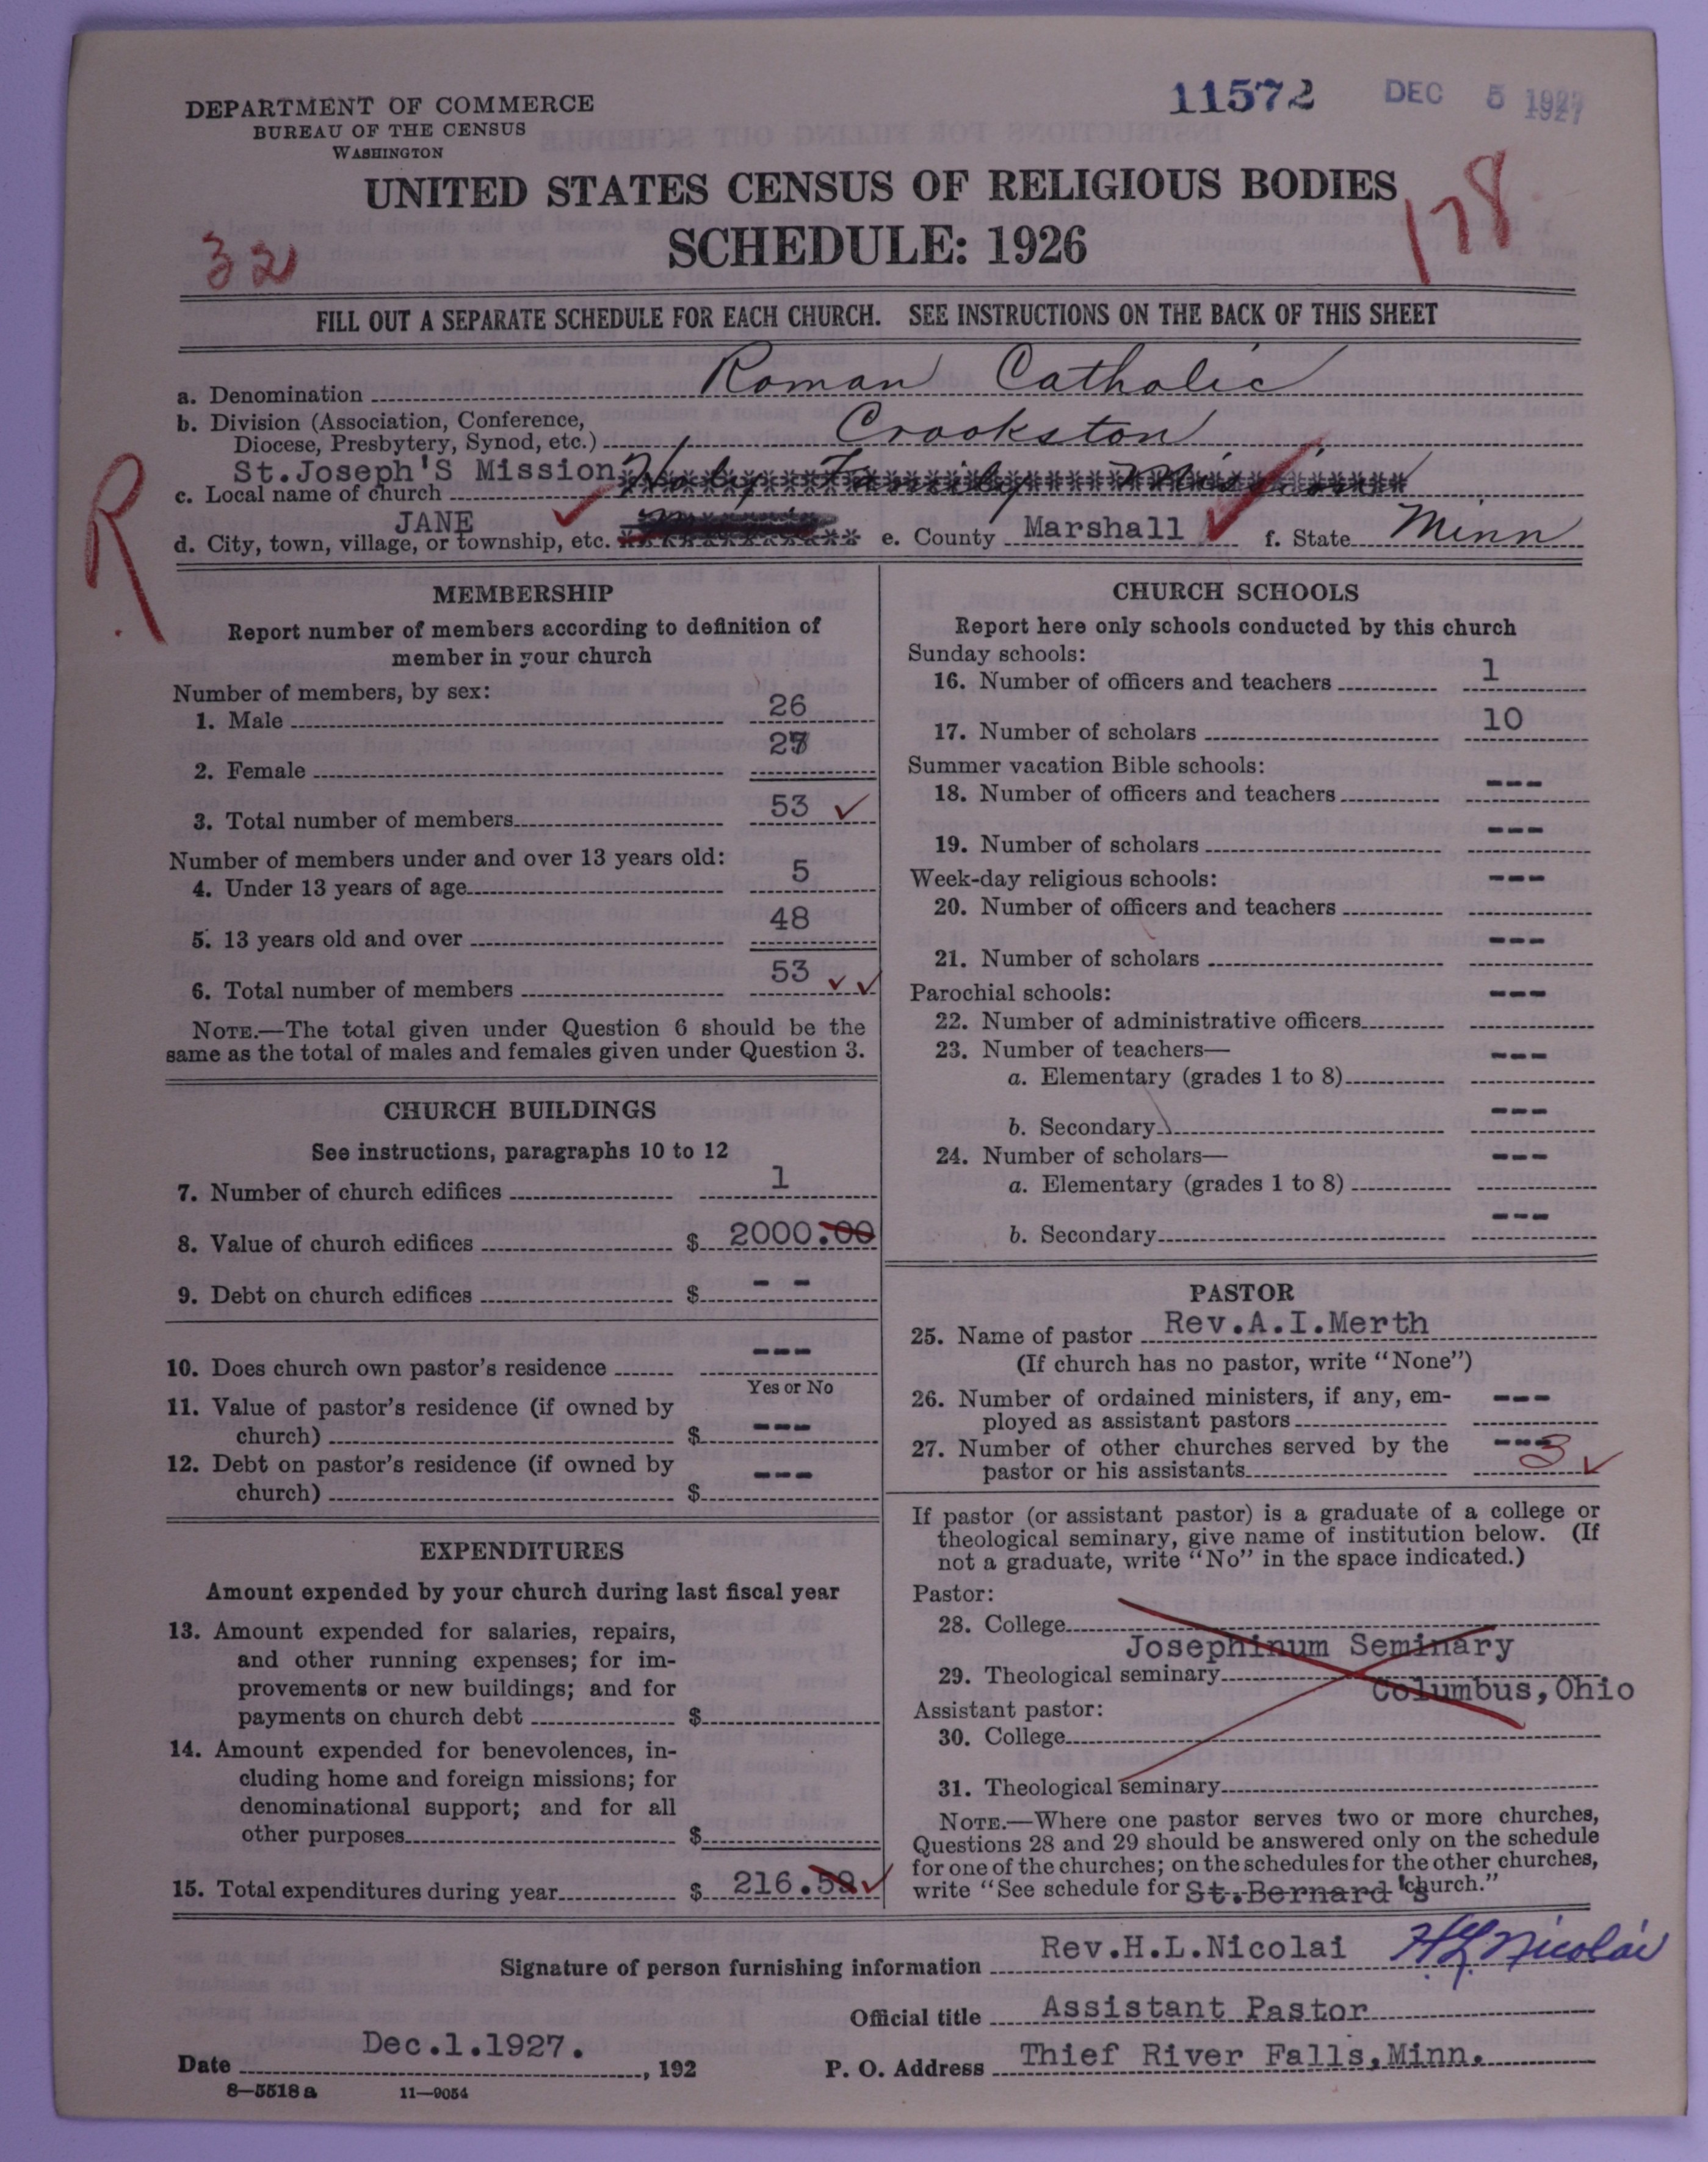 11572 DEC 5 1927
DEPARTMENT OF COMMERCE
BUREAU OF THE CENSUS
WASHINGTON
UNITED STATES CENSUS OF RELIGIOUS BODIES
SCHEDULE: 1926
32
178
FILL OUT A SEPARATE SCHEDULE FOR EACH CHURCH. SEE INSTRUCTIONS ON THE BACK OF THIS SHEET
a. Denomination Roman Catholic
b. Division (Association, Conference,
Diocese, Presbytery, Synod, etc.) Crookston
St.Joseph'S Mission Holy Family Mission
c. Local name of church
R
JANE
d. City, town, village, or township, etc. e. County Marshall f. State Minn
MEMBERSHIP
Report number of members according to definition of
member in your church
Number of members, by sex:
1. Male 26
2. Female 27
3. Total number of members 53 ✓
Number of members under and over 13 years old:
4. Under 13 years of age 5
5. 13 years old and over 48
6. Total number of members 53 ✓ ✓
NOTE.—The total given under Question 6 should be the
same as the total of males and females given under Question 3.
CHURCH BUILDINGS
See instructions, paragraphs 10 to 12
7. Number of church edifices 1
8. Value of church edifices $ 2000.00
9. Debt on church edifices $ - -
10. Does church own pastor's residence ---
Yes or No
11. Value of pastor's residence (if owned by
church) $ ---
12. Debt on pastor's residence (if owned by
church) $ ---
EXPENDITURES
Amount expended by your church during last fiscal year
13. Amount expended for salaries, repairs,
and other running expenses; for im-
provements or new buildings; and for
payments on church debt $
14. Amount expended for benevolences, in-
cluding home and foreign missions; for
denominational support; and for all
other purposes $
15. Total expenditures during year $ 216.59 ✓
CHURCH SCHOOLS
Report here only schools conducted by this church
Sunday schools:
16. Number of officers and teachers 1
17. Number of scholars 10
Summer vacation Bible schools:
18. Number of officers and teachers ---
19. Number of scholars ---
Week-day religious schools:
20. Number of officers and teachers ---
21. Number of scholars ---
Parochial schools:
22. Number of administrative officers ---
23. Number of teachers—
a. Elementary (grades 1 to 8) ---
b. Secondary ---
24. Number of scholars—
a. Elementary (grades 1 to 8) ---
b. Secondary ---
PASTOR
25. Name of pastor Rev.A.I.Merth
(If church has no pastor, write "None")
26. Number of ordained ministers, if any, em-
ployed as assistant pastors ---
27. Number of other churches served by the
pastor or his assistants --- 3 ✓
If pastor (or assistant pastor) is a graduate of a college or
theological seminary, give name of institution below. (If
not a graduate, write "No" in the space indicated.)
Pastor:
28. College
Josephinum Seminary
29. Theological seminary
Columbus,Ohio
Assistant pastor:
30. College
31. Theological seminary
NOTE.—Where one pastor serves two or more churches,
Questions 28 and 29 should be answered only on the schedule
for one of the churches; on the schedules for the other churches,
write "See schedule for St.Bernard's church."
Signature of person furnishing information Rev.H.L.Nicolai HL Nicolai
Official title Assistant Pastor
Date Dec.1.1927. , 192 P. O. Address Thief River Falls,Minn.
8—5518 a 11—9054